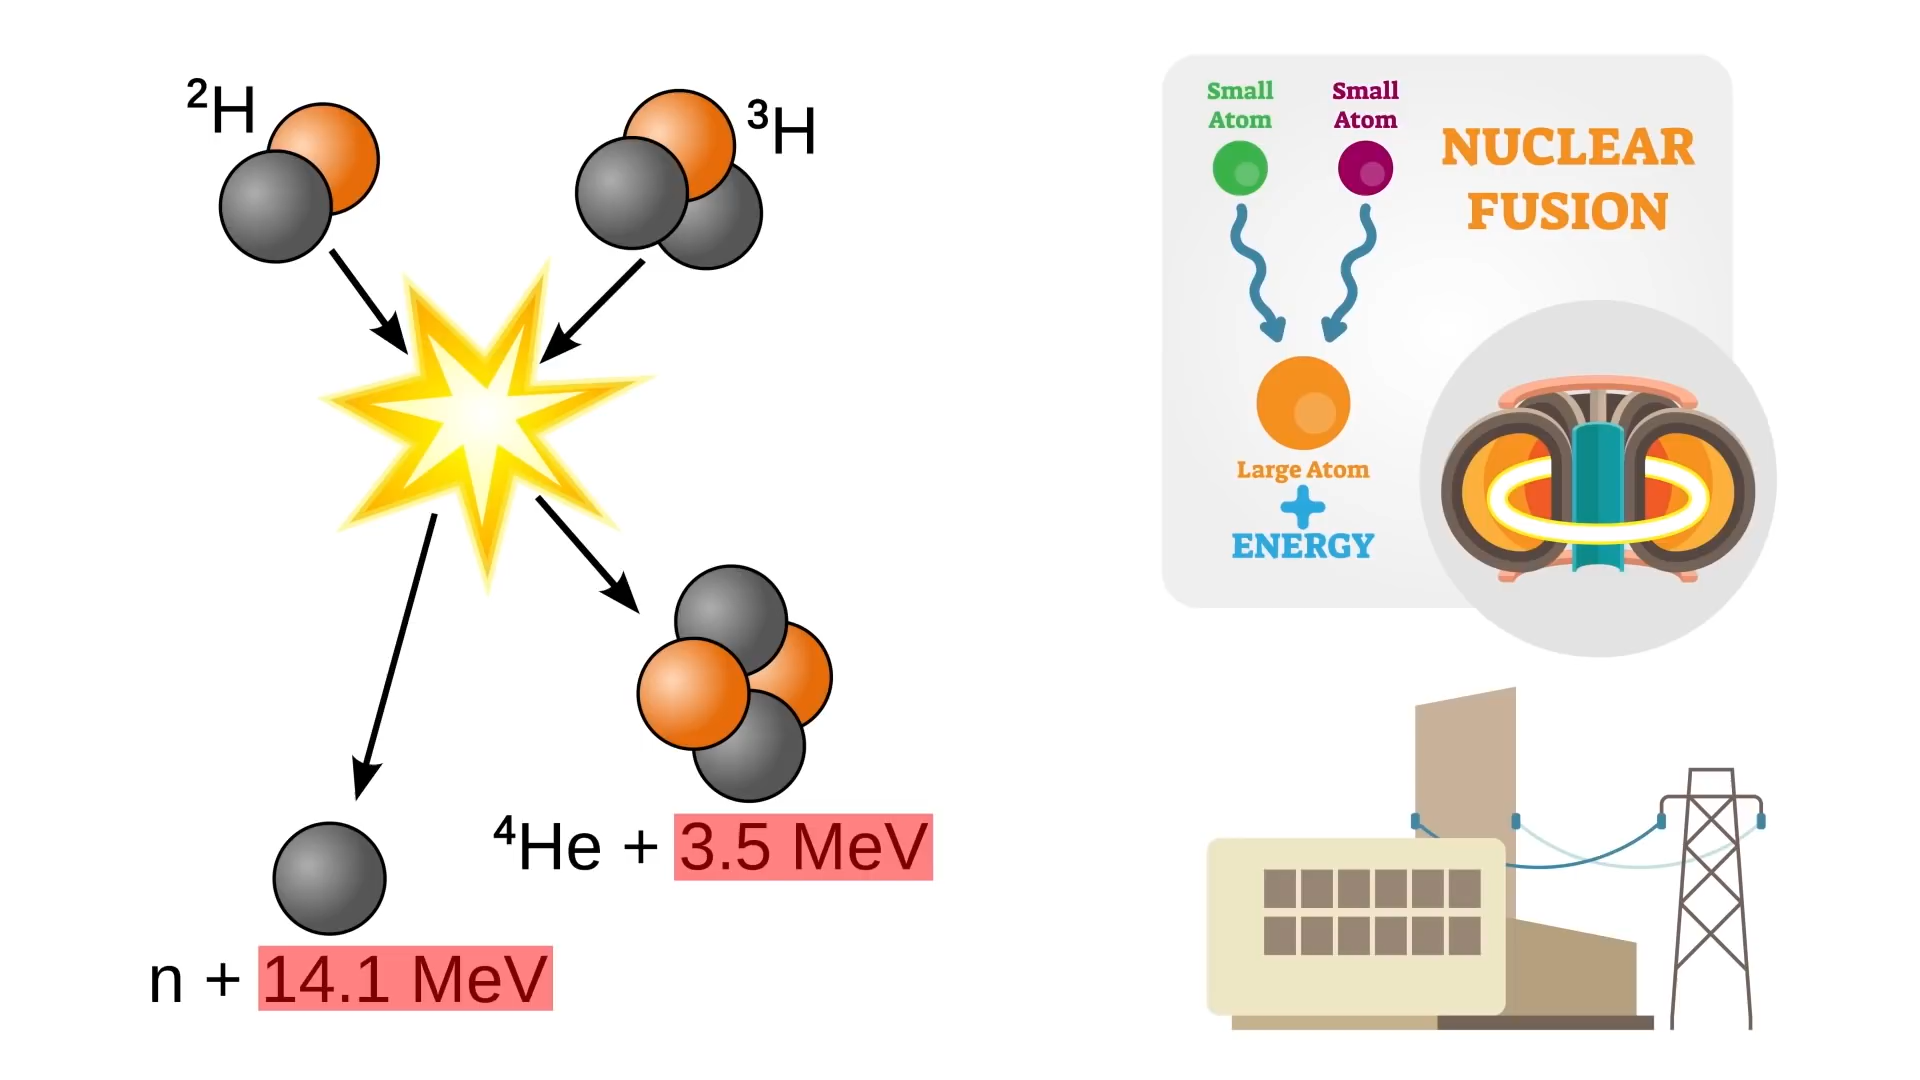 ²H
³H
⁴He + 3.5 MeV
n + 14.1 MeV
Small
Atom
Small
Atom
NUCLEAR
FUSION
Large Atom
+
ENERGY